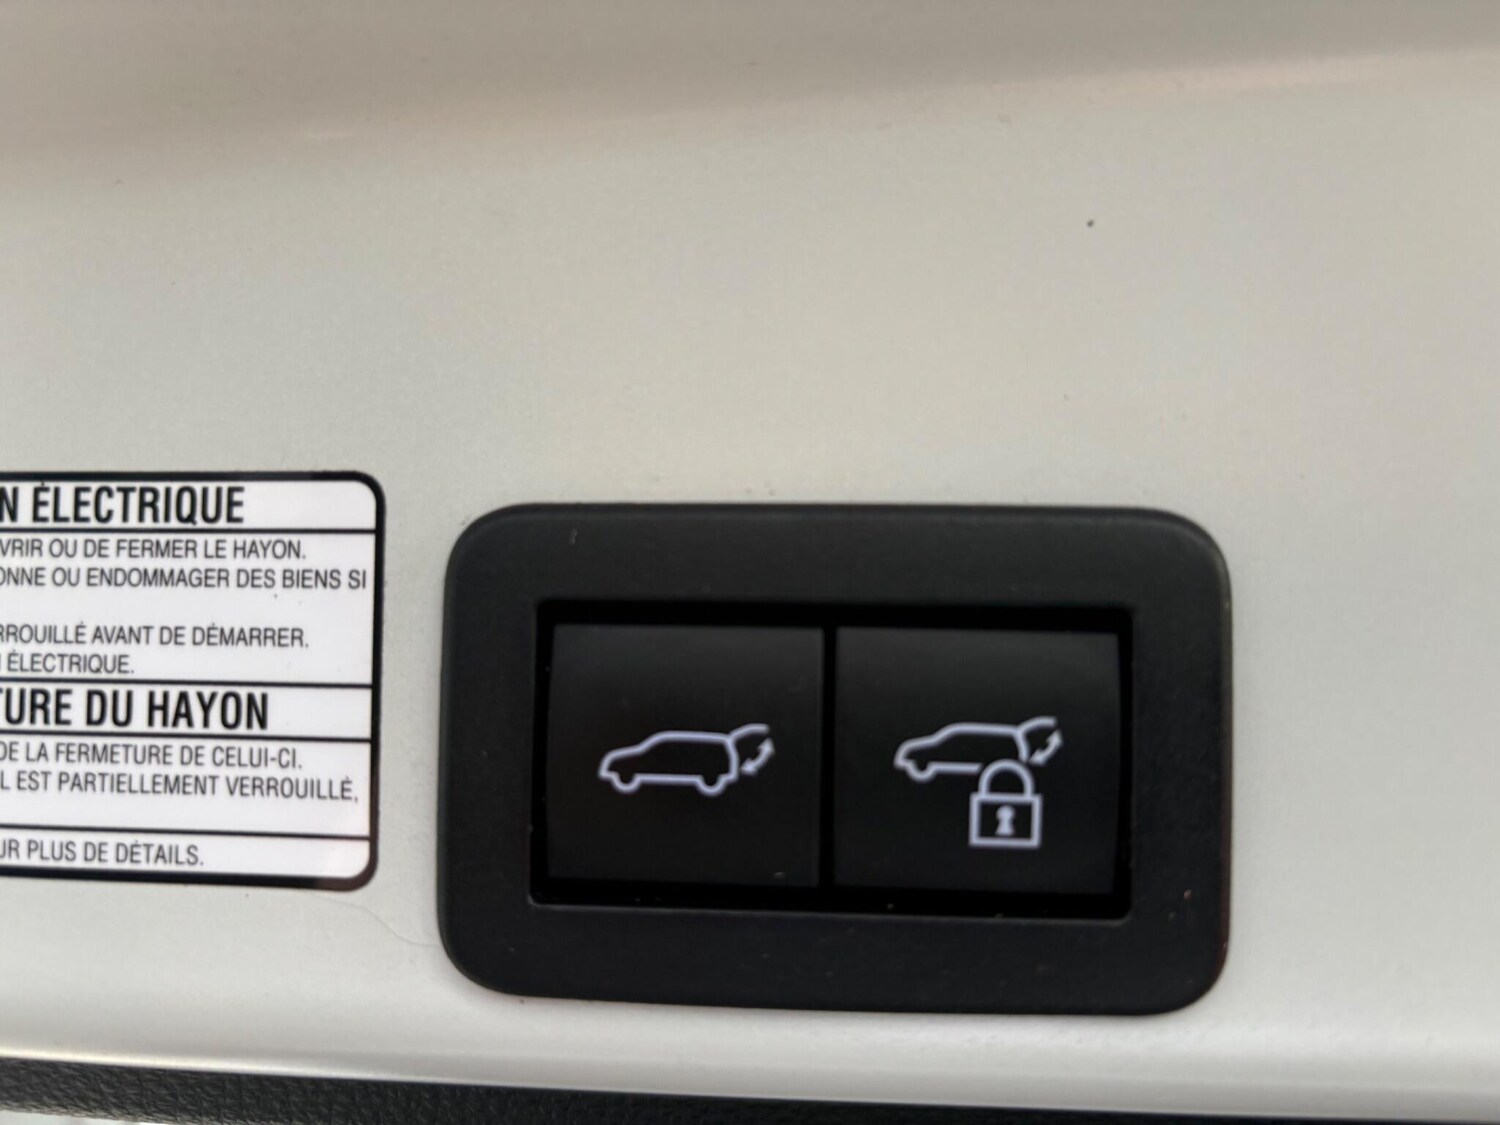 N ÉLECTRIQUE
VRIR OU DE FERMER LE HAYON.
ONNE OU ENDOMMAGER DES BIENS SI
RROUILLÉ AVANT DE DÉMARRER.
ÉLECTRIQUE.
TURE DU HAYON
DE LA FERMETURE DE CELUI-CI.
L EST PARTIELLEMENT VERROUILLÉ,
UR PLUS DE DÉTAILS.